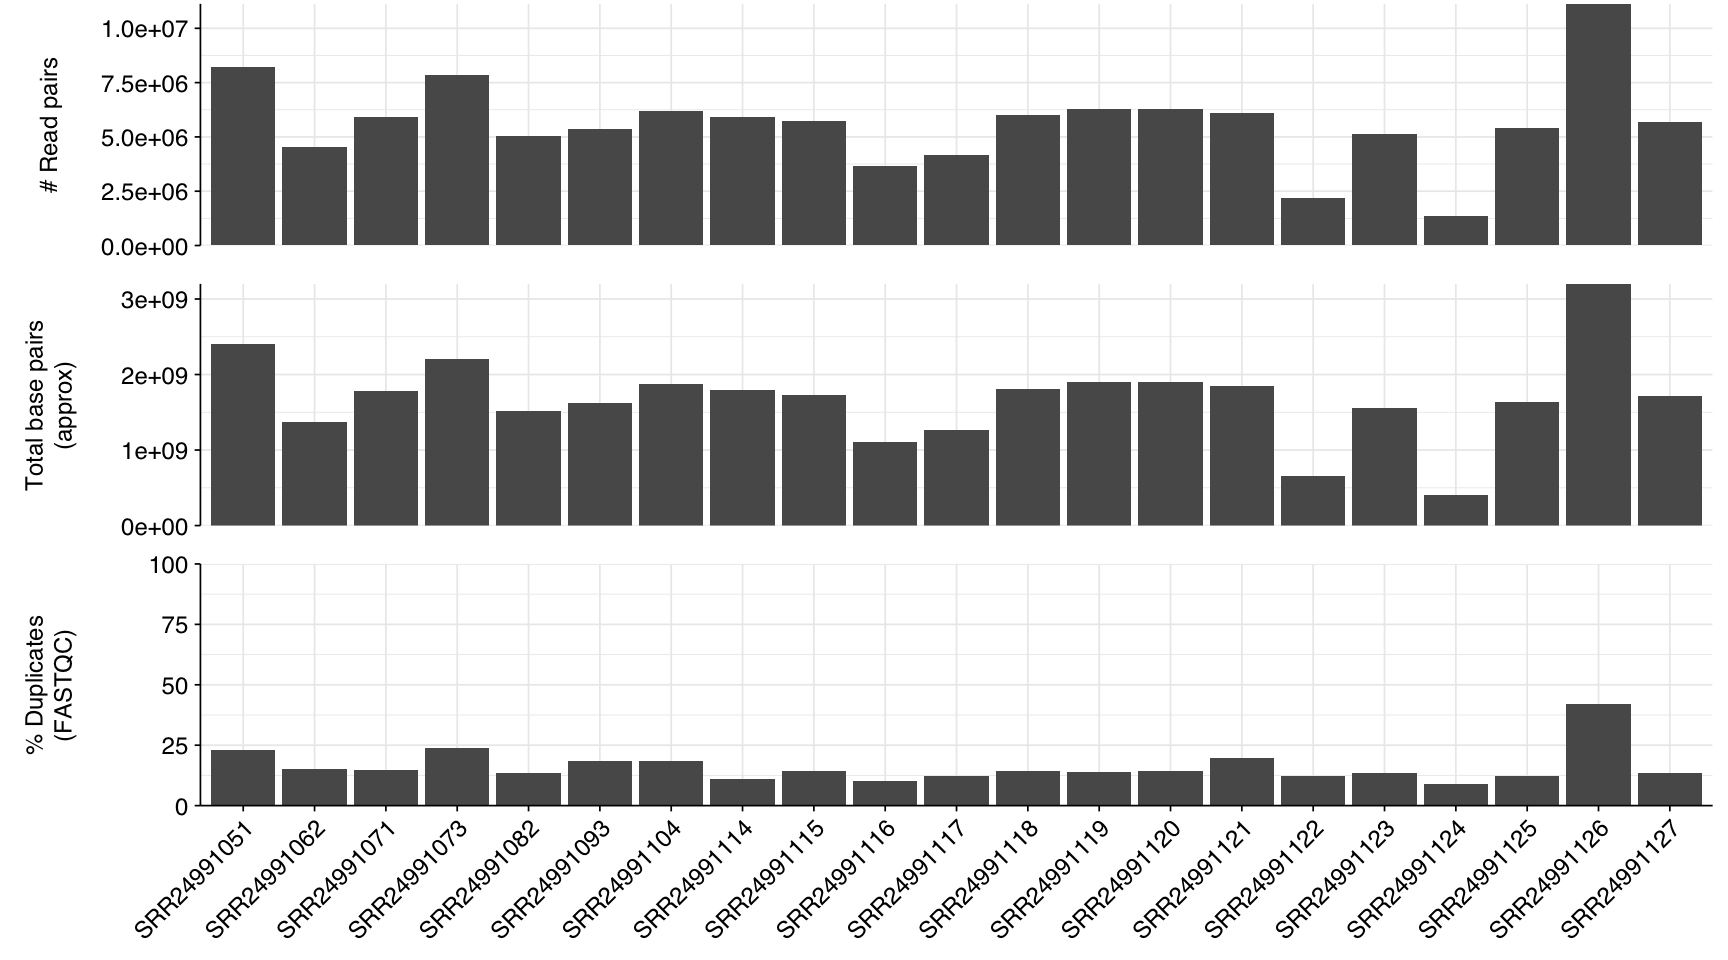 # Read pairs
1.0e+07
7.5e+06
5.0e+06
2.5e+06
0.0e+00
Total base pairs
(approx)
3e+09
2e+09
1e+09
0e+00
% Duplicates
(FASTQC)
100
75
50
25
0
SRR24991051
SRR24991062
SRR24991071
SRR24991073
SRR24991082
SRR24991093
SRR24991104
SRR24991114
SRR24991115
SRR24991116
SRR24991117
SRR24991118
SRR24991119
SRR24991120
SRR24991121
SRR24991122
SRR24991123
SRR24991124
SRR24991125
SRR24991126
SRR24991127